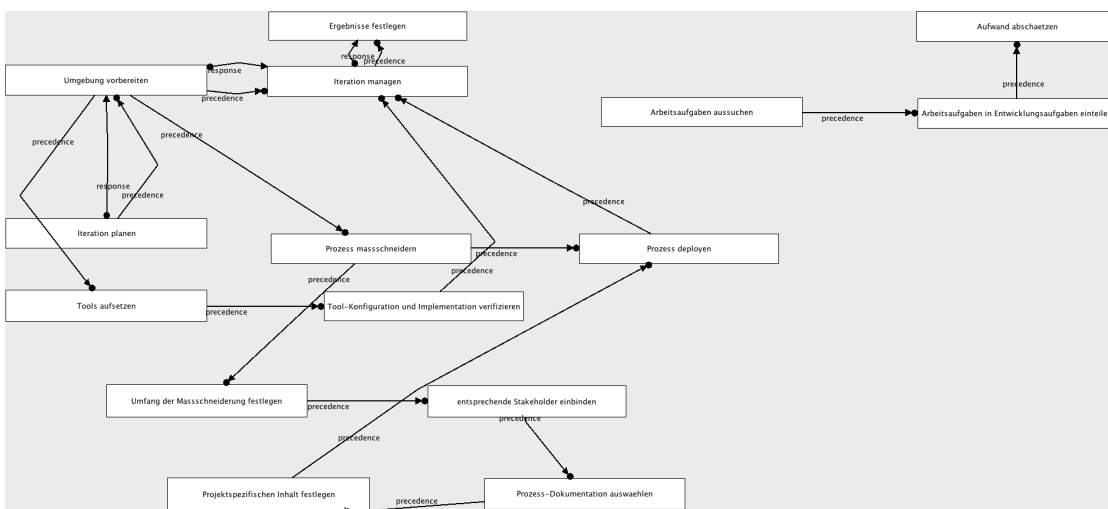 Ergebnisse festlegen
Aufwand abschaetzen
response
precedence
Umgebung vorbereiten
response
Iteration managen
precedence
precedence
Arbeitsaufgaben aussuchen
precedence
Arbeitsaufgaben in Entwicklungsaufgaben einteile
precedence
precedence
response
precedence
precedence
Iteration planen
Prozess massschneidern
precedence
Prozess deployen
precedence
precedence
Tools aufsetzen
precedence
Tool-Konfiguration und Implementation verifizieren
Umfang der Massschneiderung festlegen
precedence
entsprechende Stakeholder einbinden
precedence
precedence
Projektspezifischen Inhalt festlegen
precedence
Prozess-Dokumentation auswaehlen